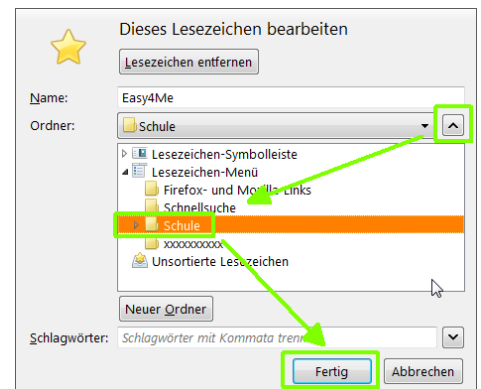 Dieses Lesezeichen bearbeiten
Lesezeichen entfernen
Name: Easy4Me
Ordner: Schule
Lesezeichen-Symbolleiste
Lesezeichen-Menü
Firefox- und Mozilla-Links
Schnellsuche
Schule
xxxxxxxxxx
Unsortierte Lesezeichen
Neuer Ordner
Schlagwörter: Schlagwörter mit Kommata trennen
Fertig Abbrechen